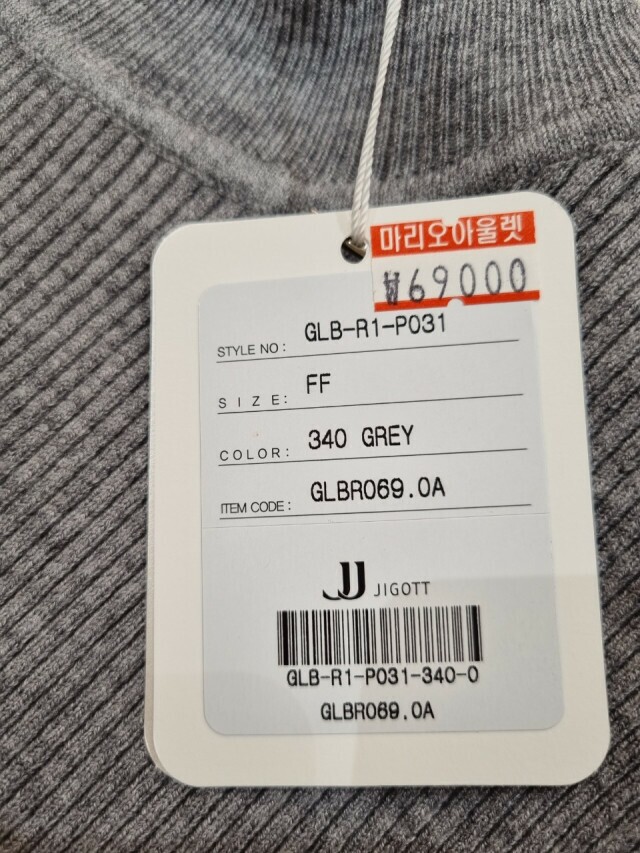 마리오아울렛
₩69000
STYLE NO: GLB-R1-P031
SIZE: FF
COLOR: 340 GREY
ITEM CODE: GLBR069.0A
JJ JIGOTT
GLB-R1-P031-340-0
GLBR069.0A